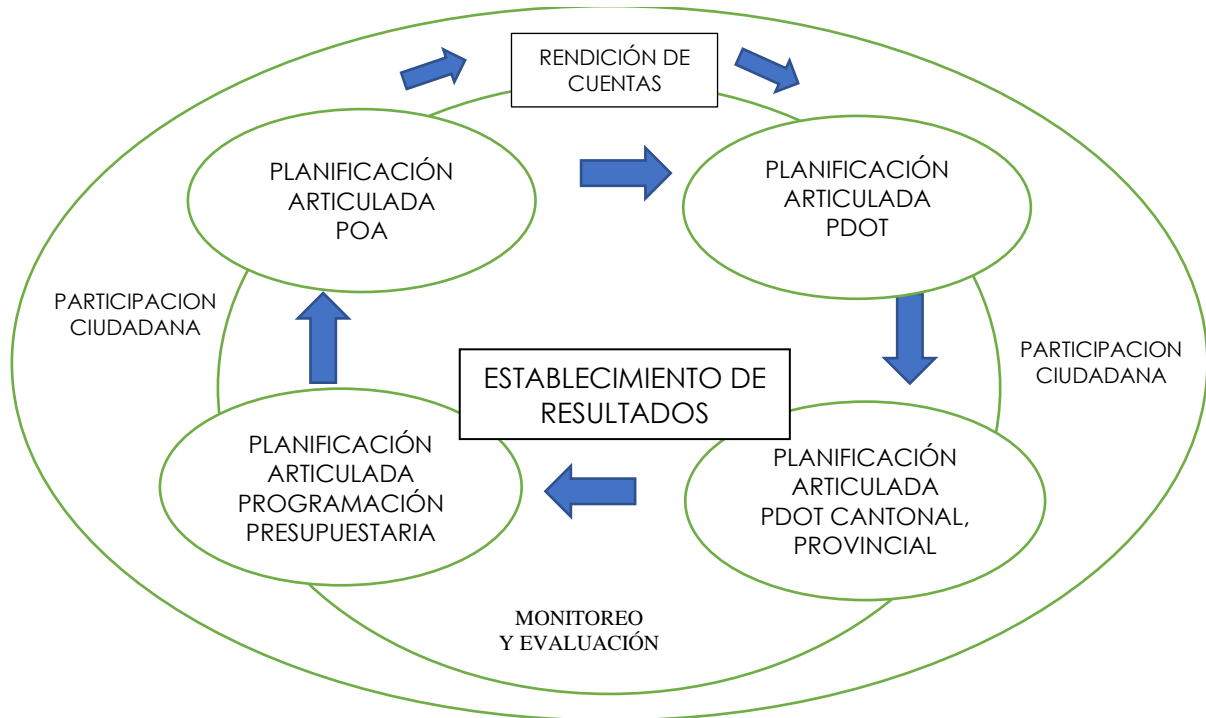 RENDICIÓN DE
CUENTAS
PLANIFICACIÓN
ARTICULADA
POA
PLANIFICACIÓN
ARTICULADA
PDOT
PARTICIPACION
CIUDADANA
PARTICIPACION
CIUDADANA
ESTABLECIMIENTO DE
RESULTADOS
PLANIFICACIÓN
ARTICULADA
PROGRAMACIÓN
PRESUPUESTARIA
PLANIFICACIÓN
ARTICULADA
PDOT CANTONAL,
PROVINCIAL
MONITOREO
Y EVALUACIÓN